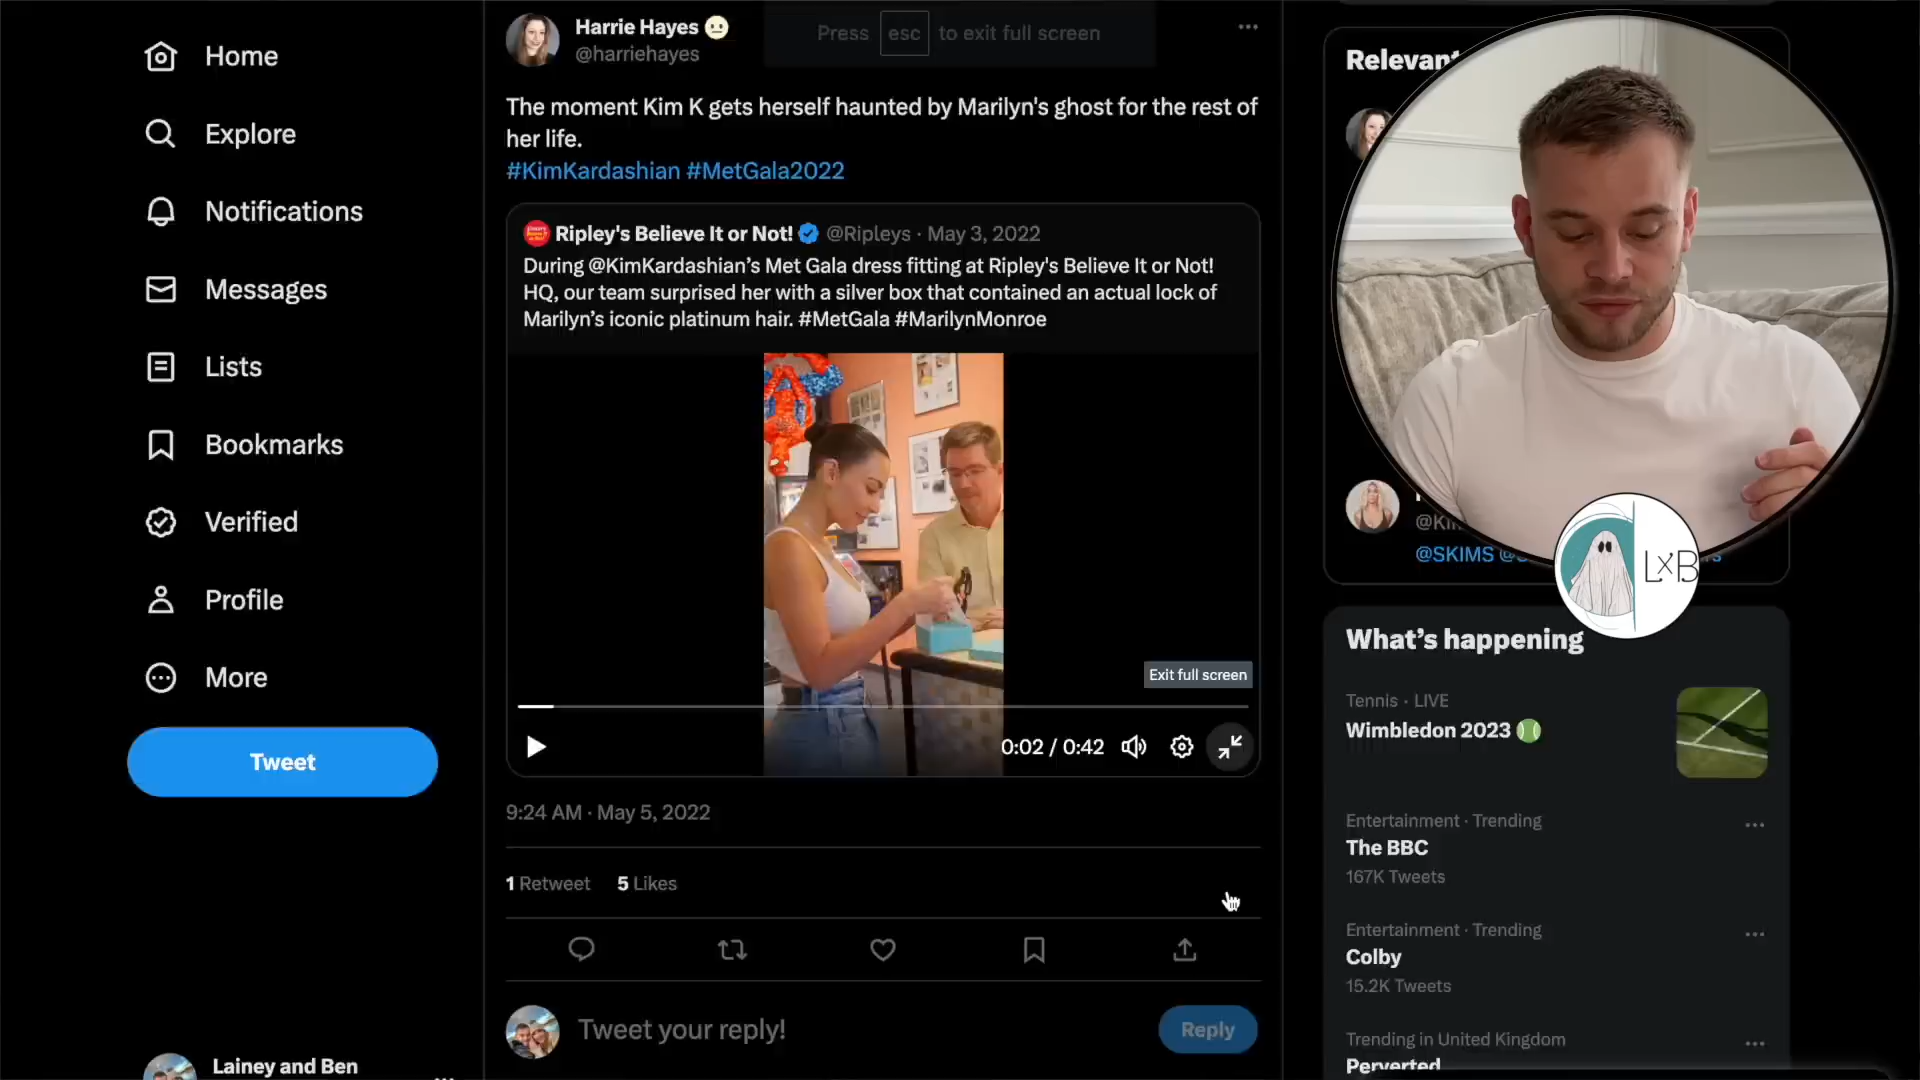 Home
Explore
Notifications
Messages
Lists
Bookmarks
Verified
Profile
More
Tweet
Lainey and Ben
Harrie Hayes
@harriehayes
Press esc to exit full screen
The moment Kim K gets herself haunted by Marilyn's ghost for the rest of
her life.
#KimKardashian #MetGala2022
Ripley's Believe It or Not! @Ripleys · May 3, 2022
During @KimKardashian’s Met Gala dress fitting at Ripley's Believe It or Not!
HQ, our team surprised her with a silver box that contained an actual lock of
Marilyn’s iconic platinum hair. #MetGala #MarilynMonroe
Exit full screen
0:02 / 0:42
9:24 AM · May 5, 2022
1 Retweet 5 Likes
Tweet your reply!
Reply
@SKIMS
LxB
What’s happening
Tennis · LIVE
Wimbledon 2023
Entertainment · Trending
The BBC
167K Tweets
Entertainment · Trending
Colby
15.2K Tweets
Trending in United Kingdom
Perverted